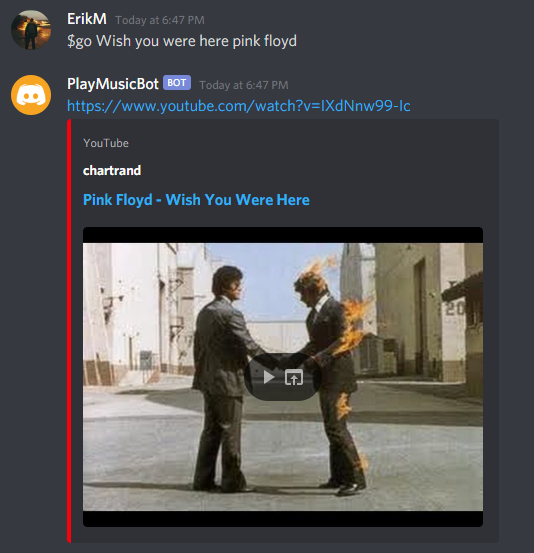 ErikM Today at 6:47 PM
$go Wish you were here pink floyd
PlayMusicBot BOT Today at 6:47 PM
https://www.youtube.com/watch?v=IXdNnw99-Ic
YouTube
chartrand
Pink Floyd - Wish You Were Here
20